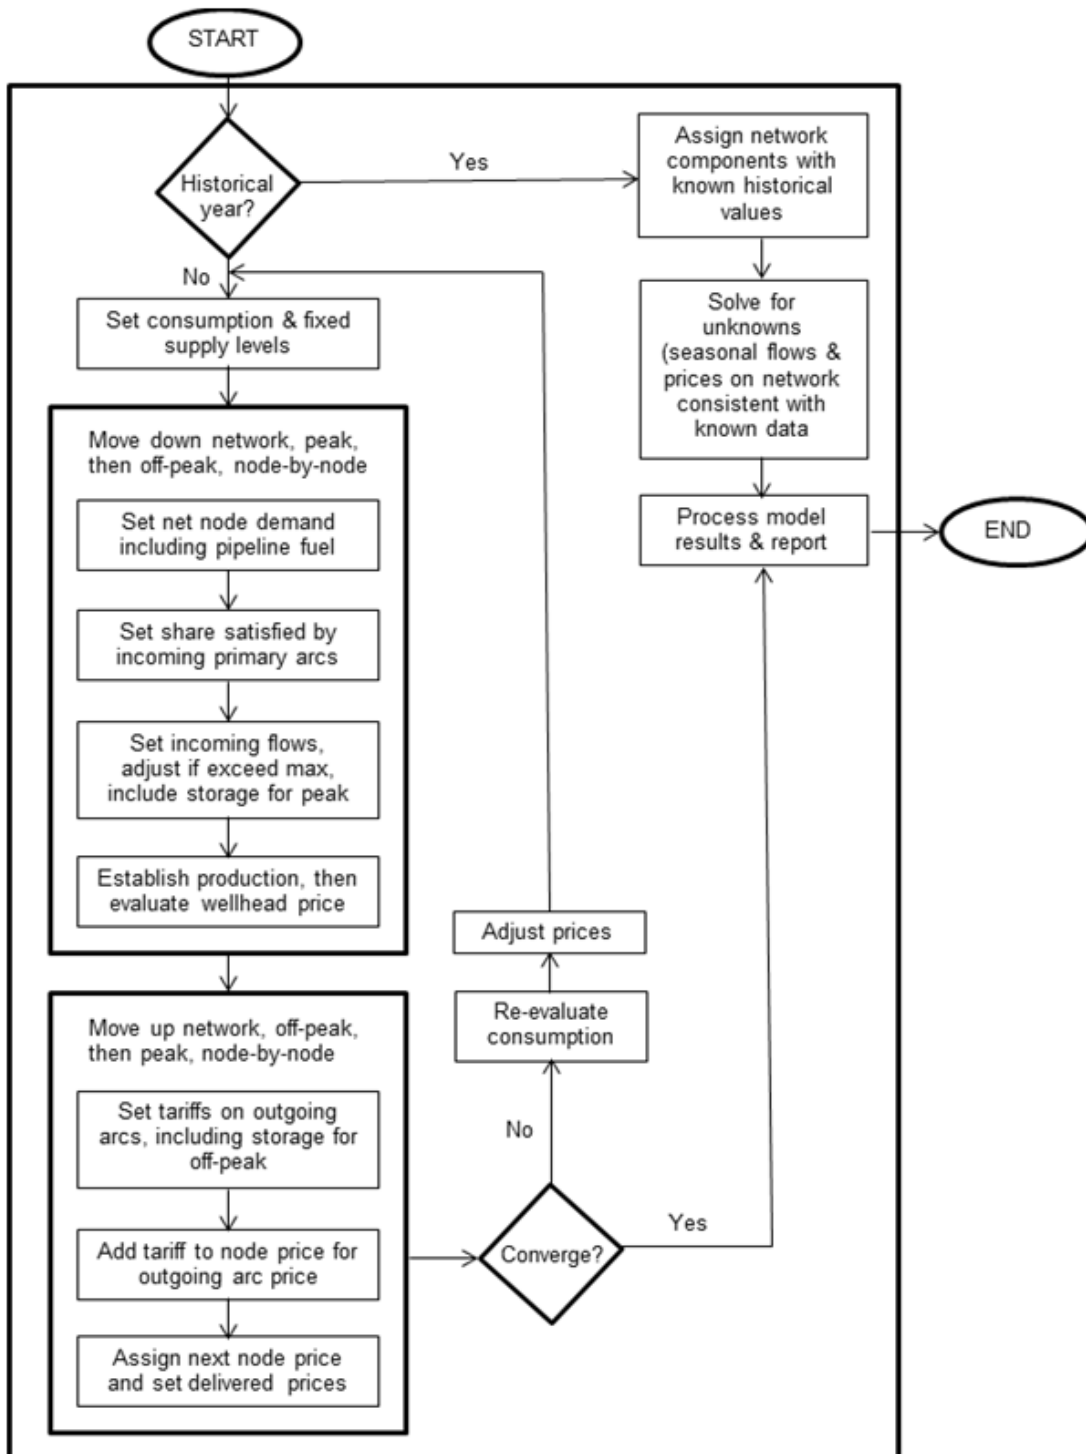 START
Historical
year?
Yes
No
Assign network
components with
known historical
values
Solve for
unknowns
(seasonal flows &
prices on network
consistent with
known data
Process model
results & report
END
Set consumption & fixed
supply levels
Move down network, peak,
then off-peak, node-by-node
Set net node demand
including pipeline fuel
Set share satisfied by
incoming primary arcs
Set incoming flows,
adjust if exceed max,
include storage for peak
Establish production, then
evaluate wellhead price
Move up network, off-peak,
then peak, node-by-node
Set tariffs on outgoing
arcs, including storage for
off-peak
Add tariff to node price for
outgoing arc price
Assign next node price
and set delivered prices
Converge?
No
Yes
Re-evaluate
consumption
Adjust prices